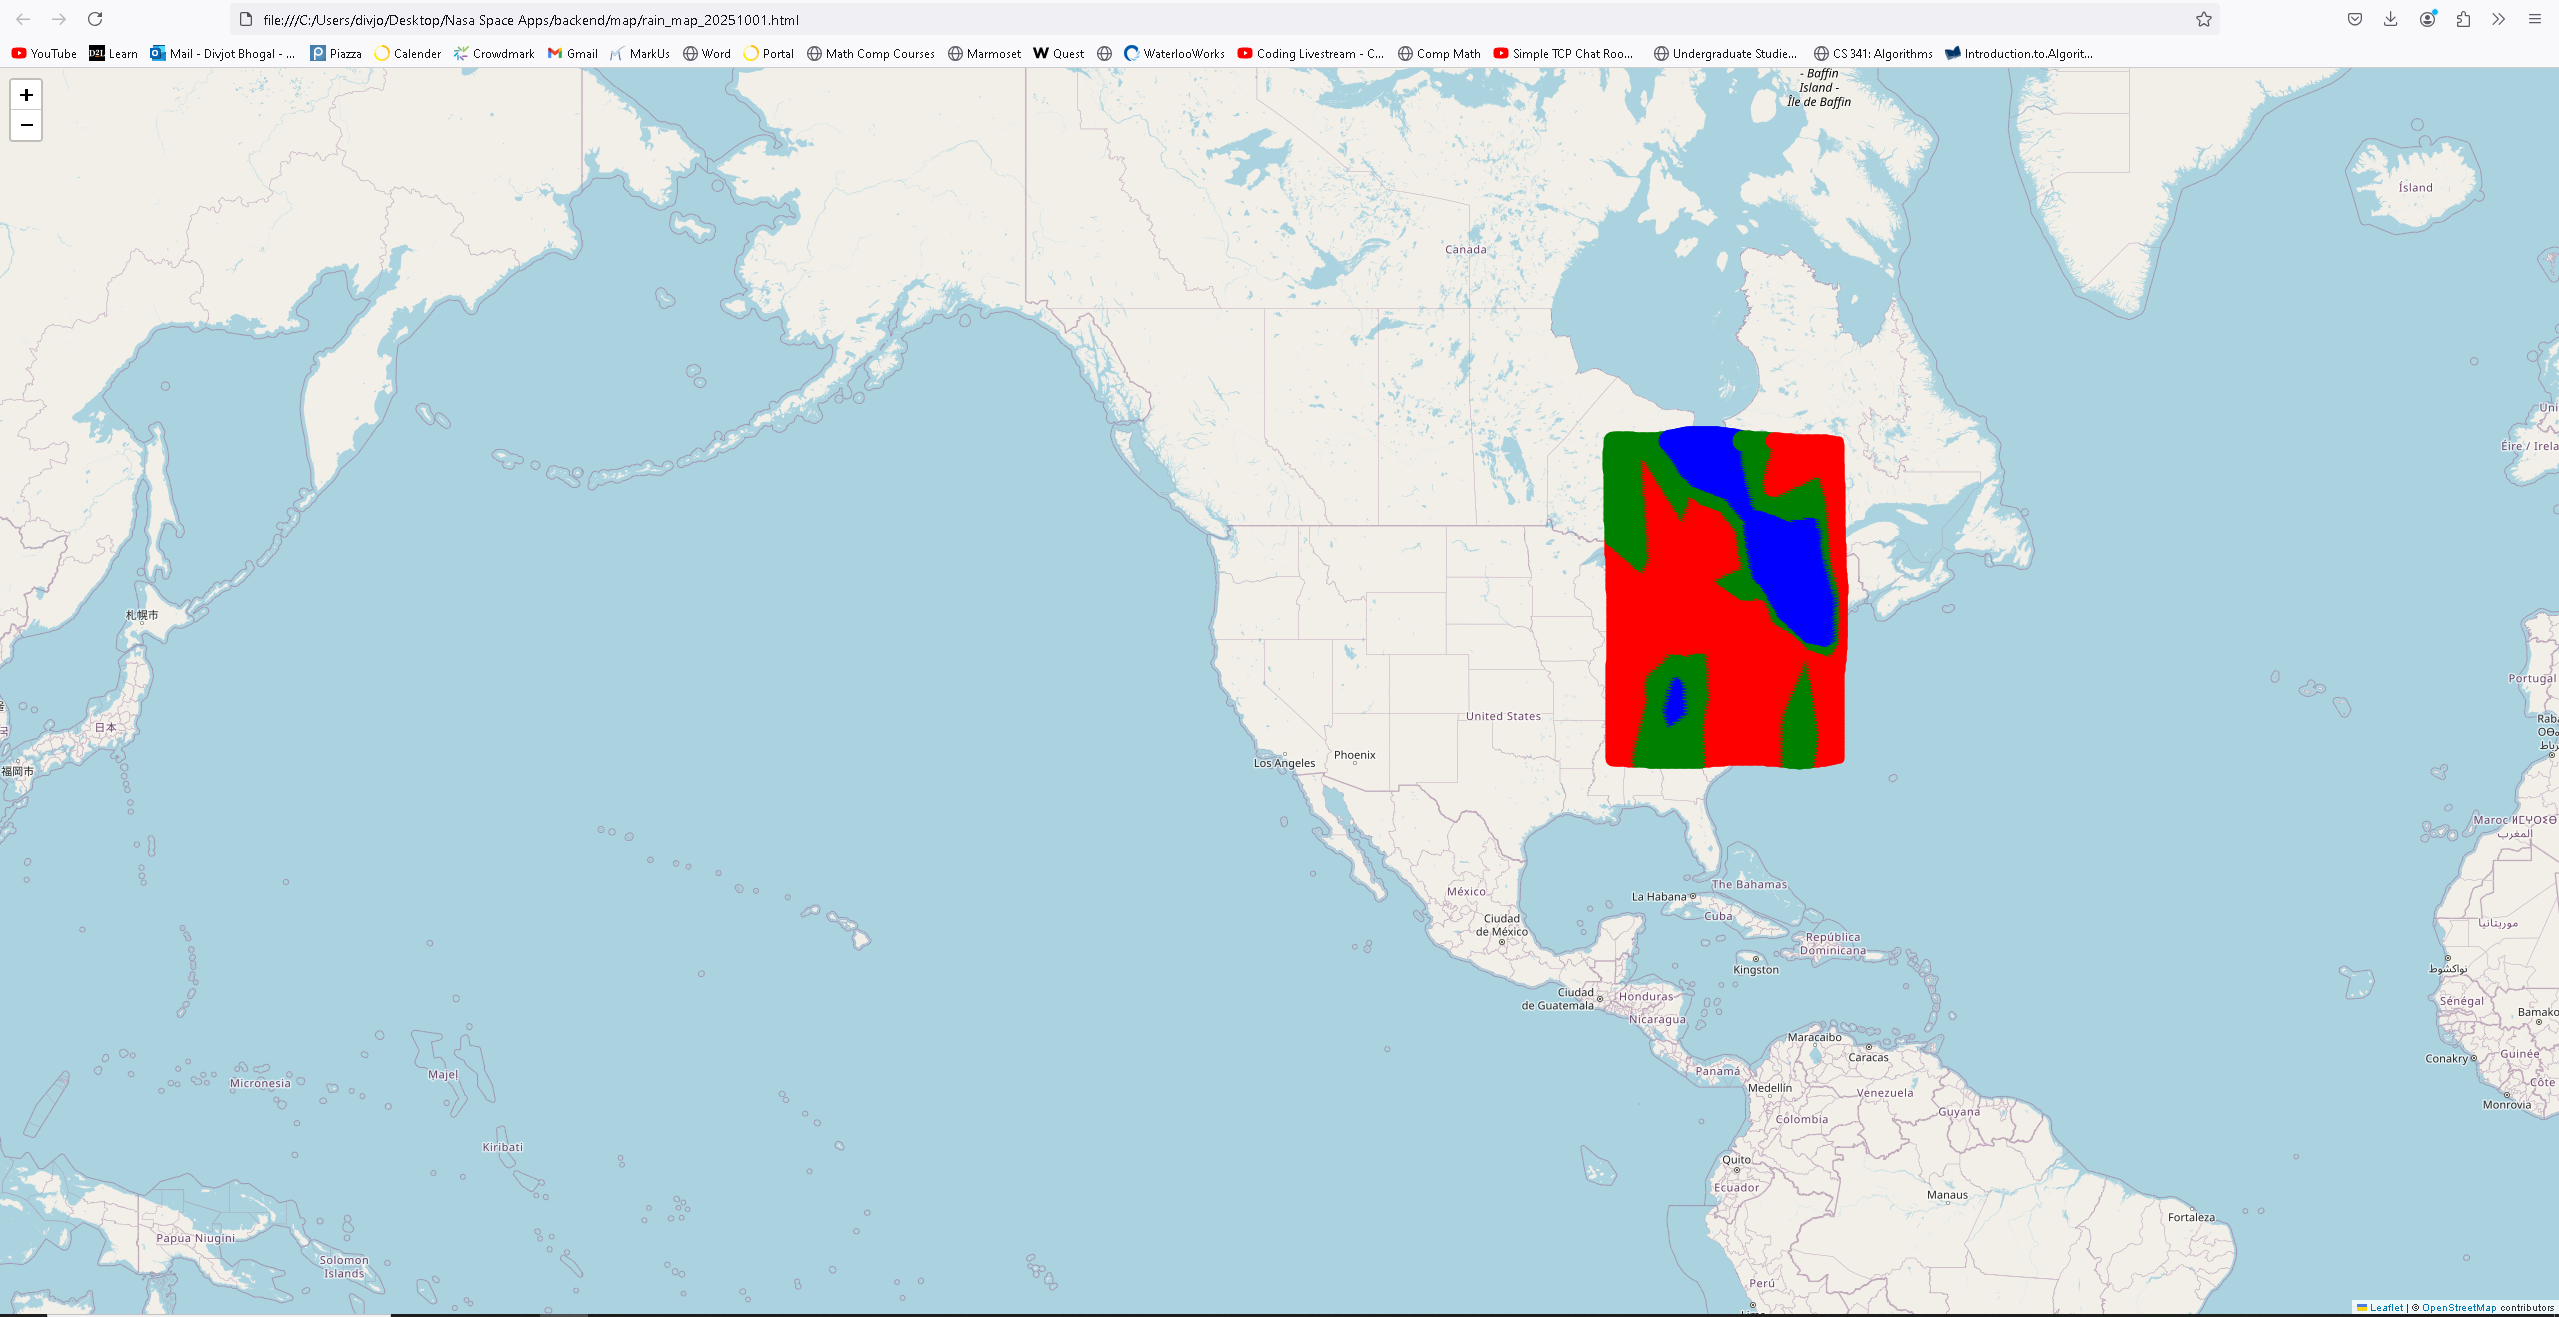 file:///C:/Users/divjo/Desktop/Nasa Space Apps/backend/map/rain_map_20251001.html
YouTube
D2L
Learn
Mail - Divjot Bhogal - ...
Piazza
Calender
Crowdmark
Gmail
MarkUs
Word
Portal
Math Comp Courses
Marmoset
W Quest
WaterlooWorks
Coding Livestream - C...
Comp Math
Simple TCP Chat Roo...
Undergraduate Studie...
CS 341: Algorithms
Introduction.to.Algorit...
+
−
- Baffin
Island -
Île de Baffin
Ísland
Canada
Uni
Éire / Irela
札幌市
日本
福岡市
United States
Portugal
Los Angeles
Phoenix
Raba
Maroc ⵍⵎⵖⵔⵉⴱ
المغرب
The Bahamas
México
La Habana
Cuba
Ciudad
de México
República
Dominicana
موريتانيا
Kingston
نواكشوط
Ciudad
de Guatemala
Honduras
Sénégal
Nicaragua
Bamako
Maracaibo
Caracas
Guinée
Conakry
Panamá
Majel
Micronesia
Medellín
Venezuela
Côte
Guyana
Monrovia
Colombia
Kiribati
Quito
Ecuador
Manaus
Fortaleza
Papua Niugini
Solomon
Islands
Perú
Leaflet | © OpenStreetMap contributors